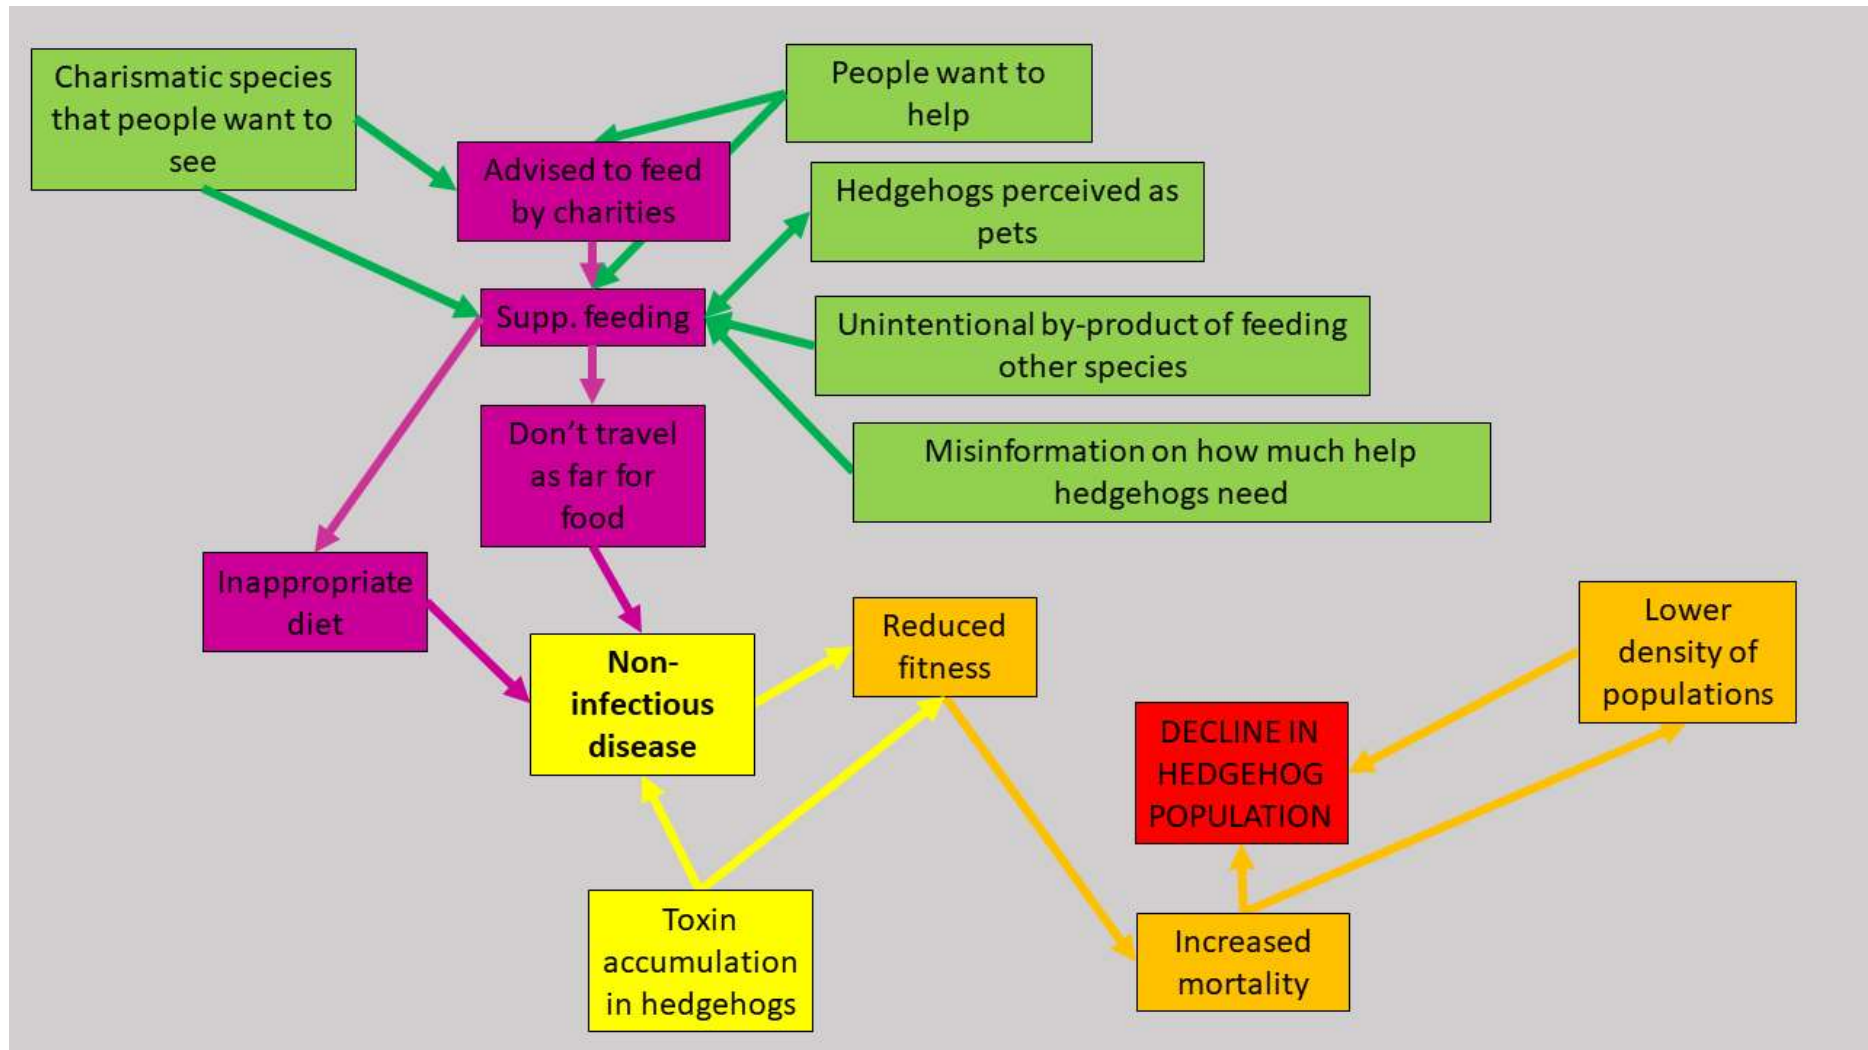 Charismatic species
that people want to
see
People want to
help
Advised to feed
by charities
Hedgehogs perceived as
pets
Supp. feeding
Unintentional by-product of feeding
other species
Don't travel
as far for
food
Misinformation on how much help
hedgehogs need
Inappropriate
diet
Non-
infectious
disease
Reduced
fitness
Lower
density of
populations
DECLINE IN
HEDGEHOG
POPULATION
Toxin
accumulation
in hedgehogs
Increased
mortality